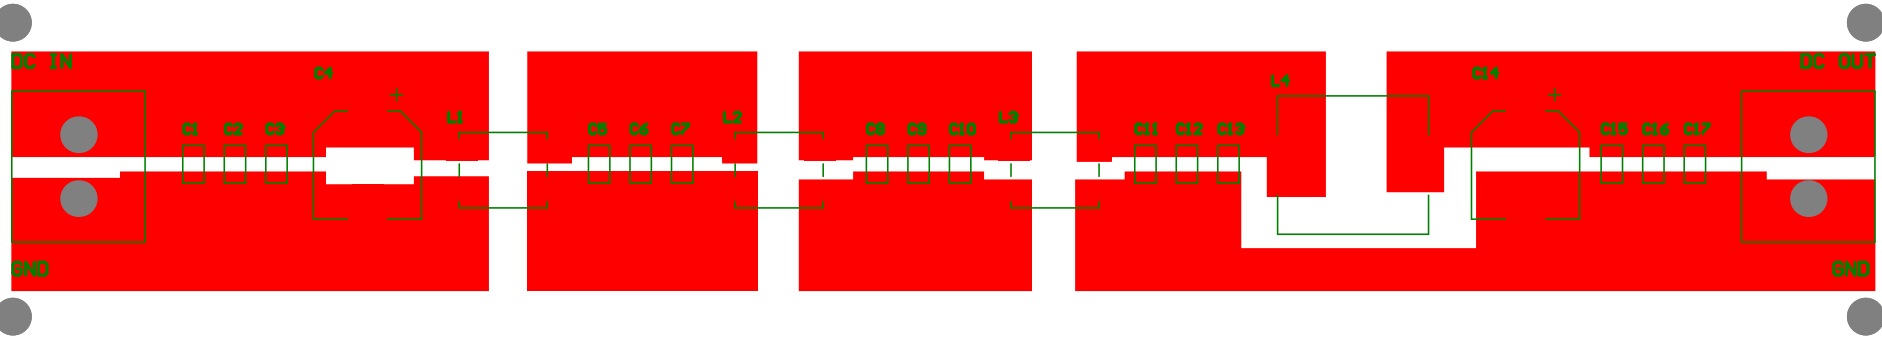 DC IN
DC OUT
C4
C14
L4
+
+
L1
L2
L3
C1 C2 C3
C5 C6 C7
C8 C9 C10
C11 C12 C13
C15 C16 C17
GND
GND